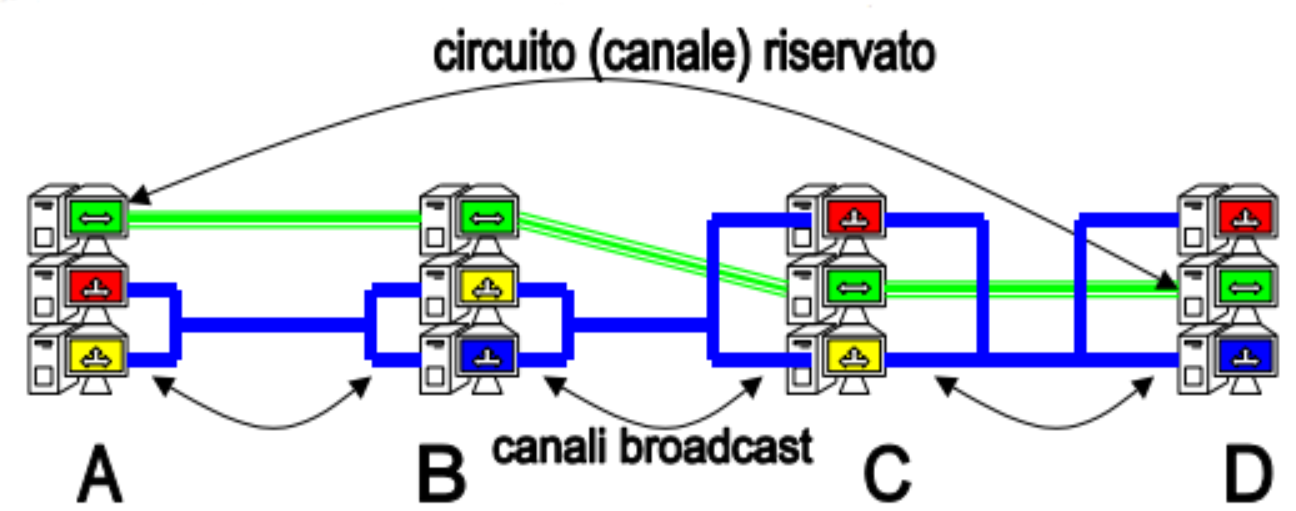 circuito (canale) riservato
canali broadcast
A B C D